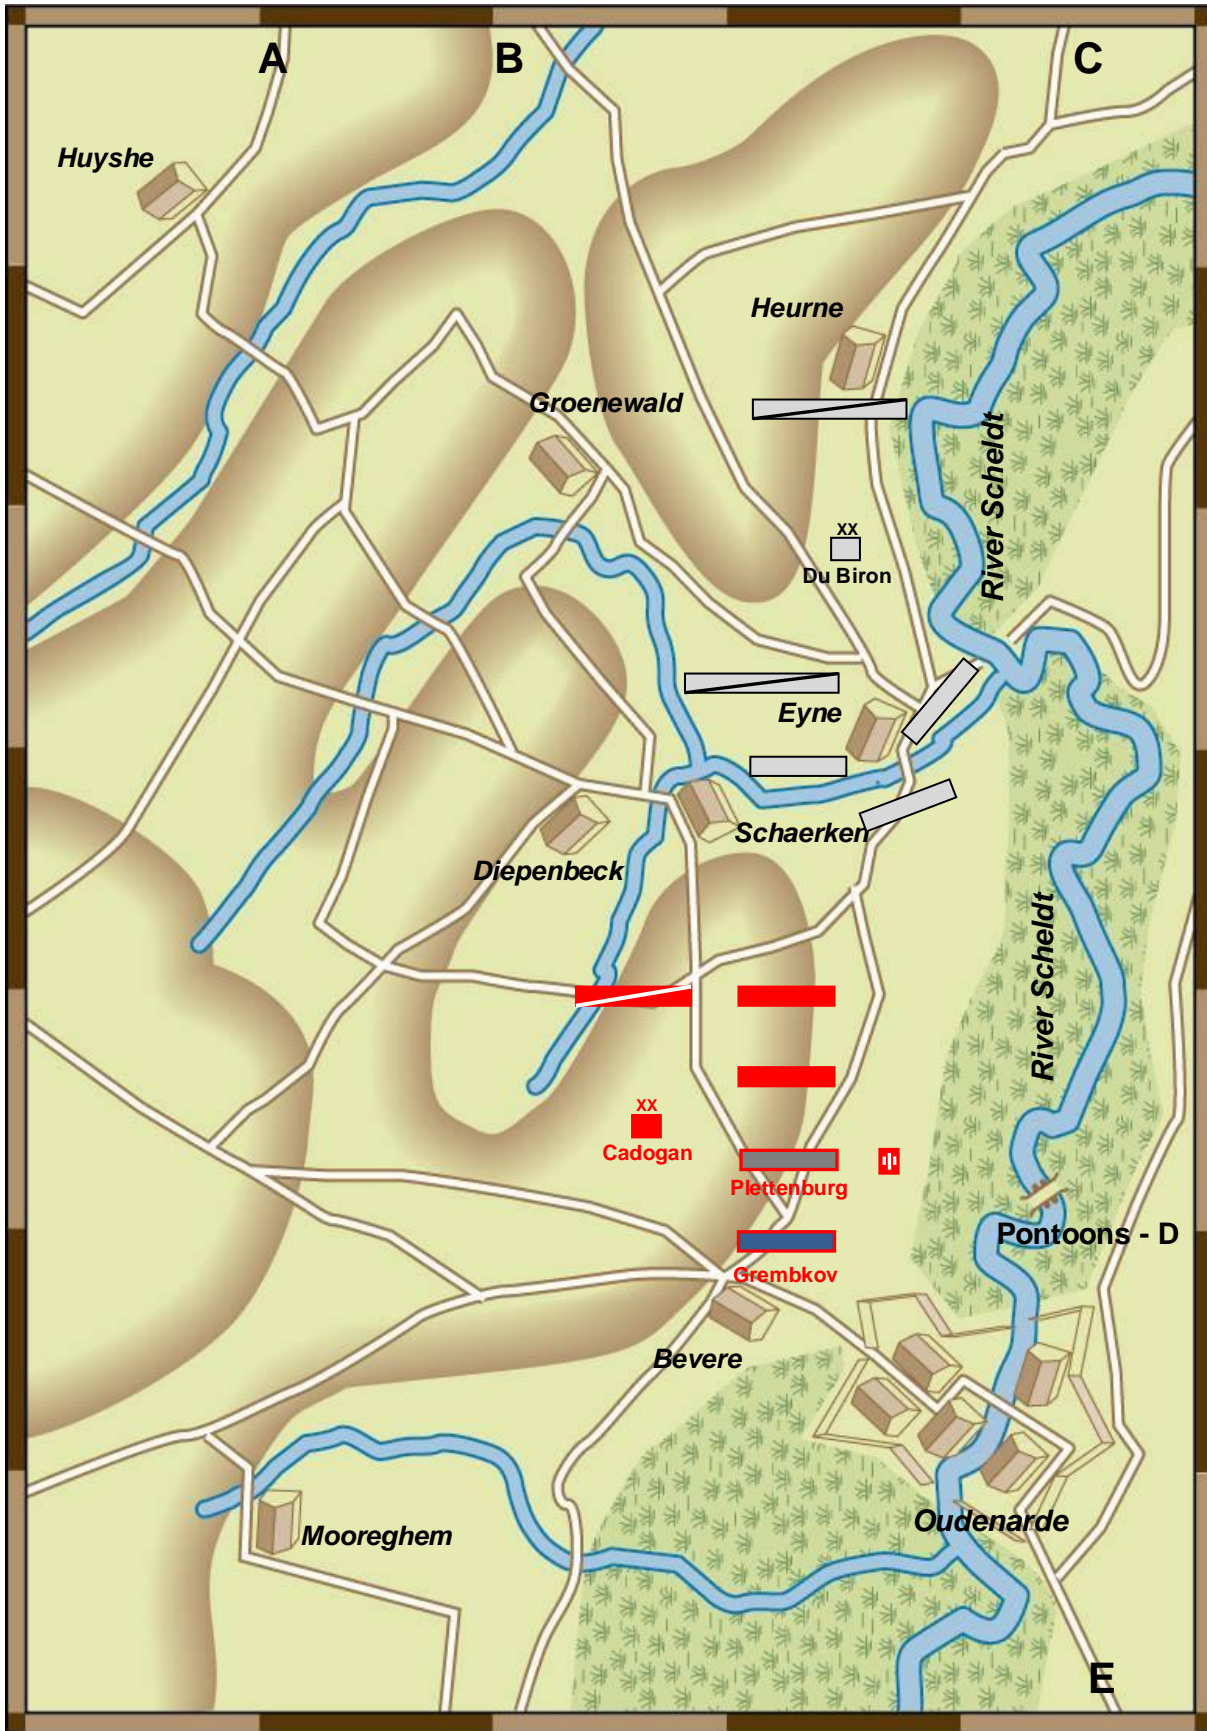 A
B
C
Huyshe
Heurne
Groenewald
River Scheldt
XX
Du Biron
Eyne
Schaerken
Diepenbeck
River Scheldt
XX
Cadogan
Plettenburg
Pontoons - D
Grembkov
Bevere
Oudenarde
Mooreghem
E